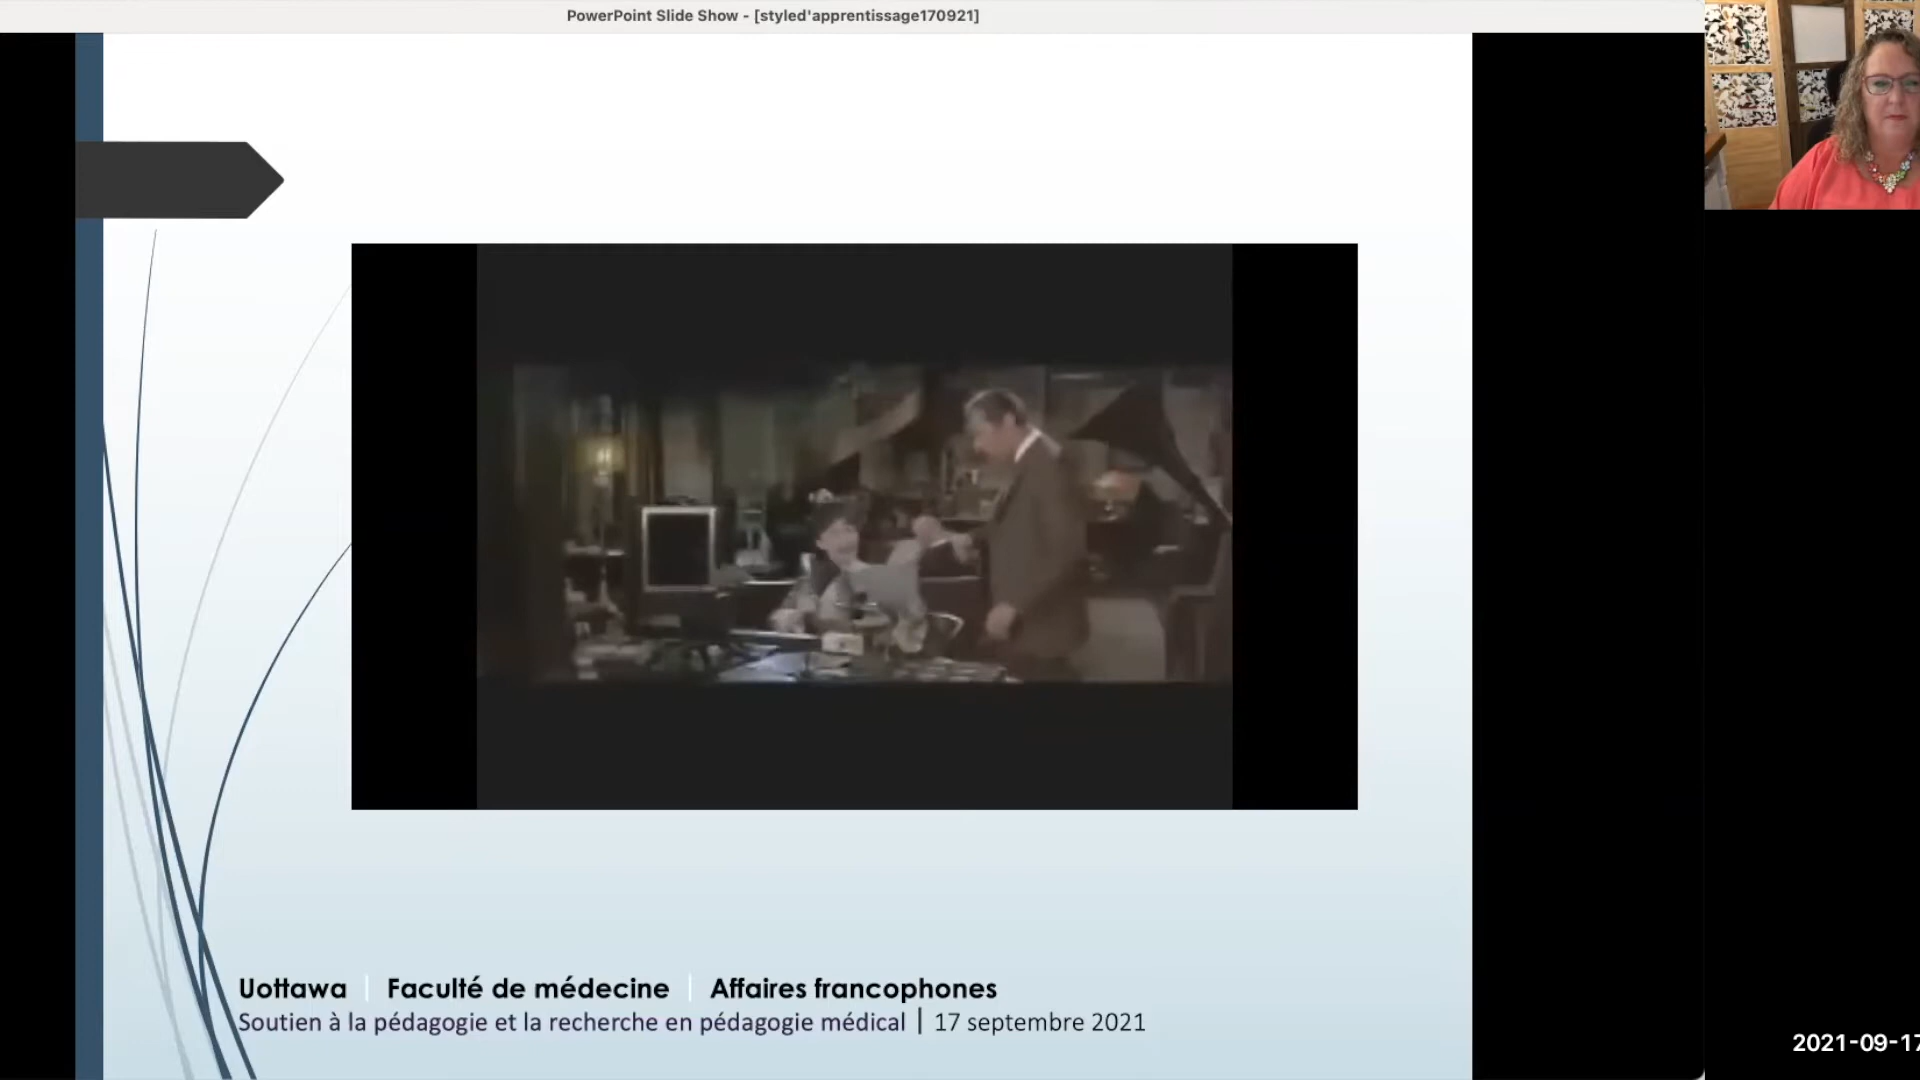 PowerPoint Slide Show - [styled'apprentissage170921]
Uottawa | Faculté de médecine | Affaires francophones
Soutien à la pédagogie et la recherche en pédagogie médical | 17 septembre 2021
2021-09-17